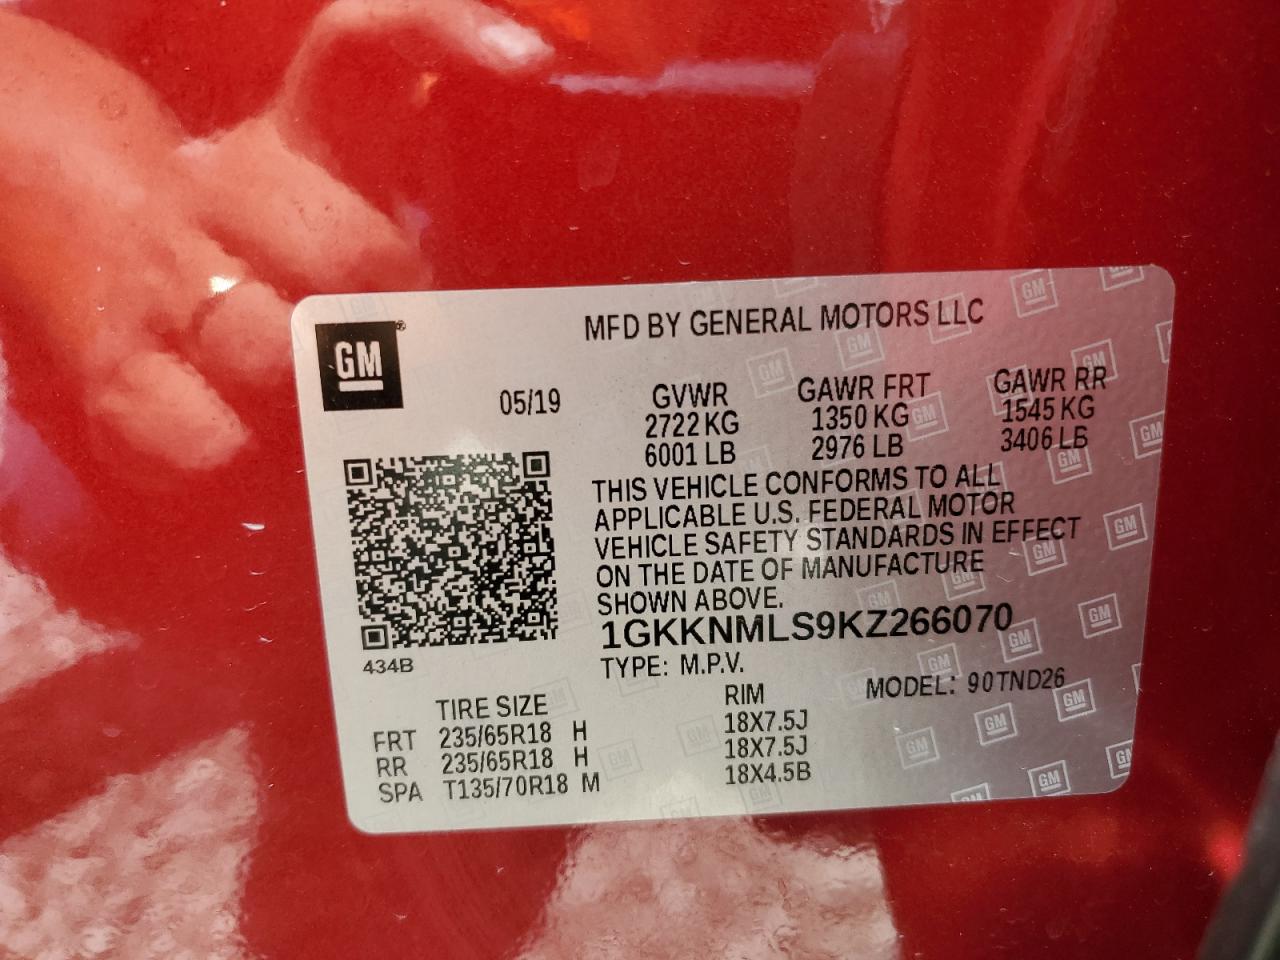 GM®
MFD BY GENERAL MOTORS LLC
05/19
GVWR GAWR FRT GAWR RR
2722 KG 1350 KG 1545 KG
6001 LB 2976 LB 3406 LB
THIS VEHICLE CONFORMS TO ALL
APPLICABLE U.S. FEDERAL MOTOR
VEHICLE SAFETY STANDARDS IN EFFECT
ON THE DATE OF MANUFACTURE
SHOWN ABOVE.
1GKKNMLS9KZ266070
434B
TYPE: M.P.V.
MODEL: 90TND26
TIRE SIZE RIM
FRT 235/65R18 H 18X7.5J
RR 235/65R18 H 18X7.5J
SPA T135/70R18 M 18X4.5B